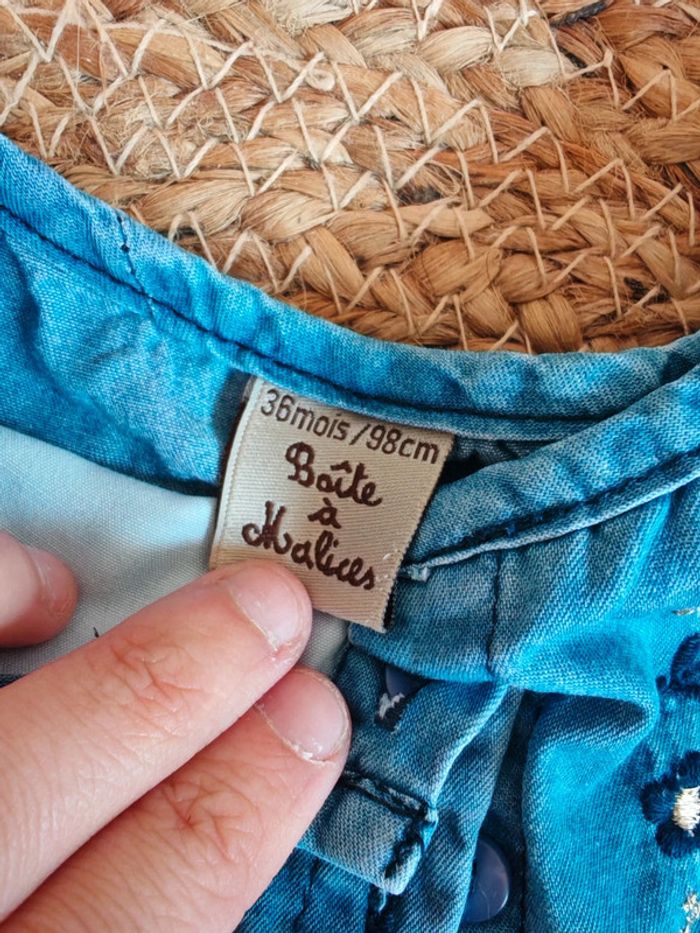 36mois/98cm
Boîte
à
Malices